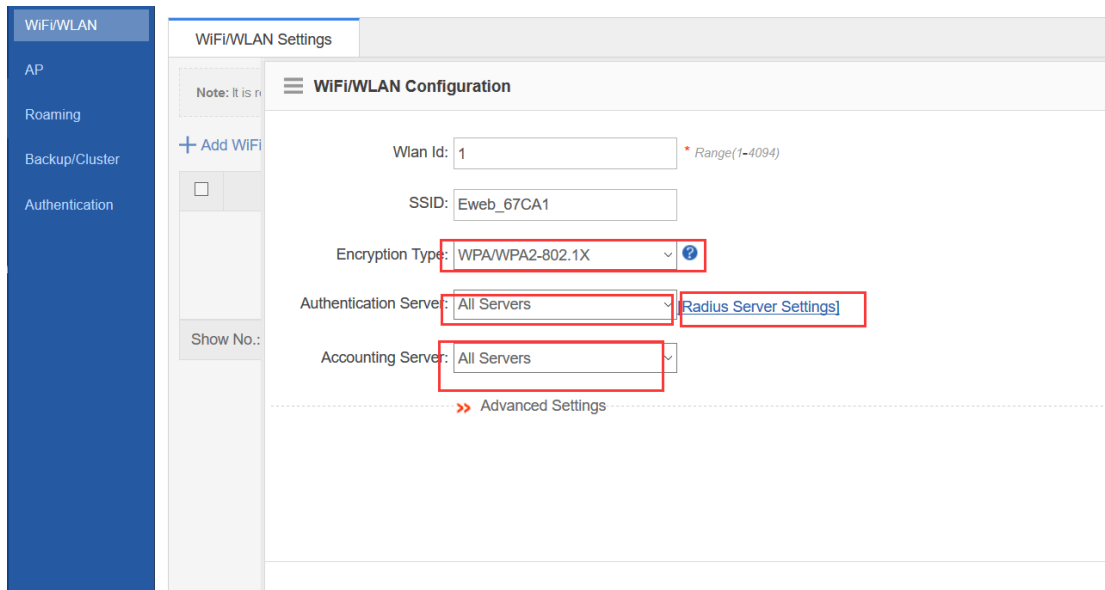 WiFi/WLAN
AP
Roaming
Backup/Cluster
Authentication
WiFi/WLAN Settings
Note: It is
Add WiFi
Show No.:
WiFi/WLAN Configuration
Wlan Id: 1 * Range(1-4094)
SSID: Eweb_67CA1
Encryption Type: WPA/WPA2-802.1X ?
Authentication Server: All Servers [Radius Server Settings]
Accounting Server: All Servers
Advanced Settings